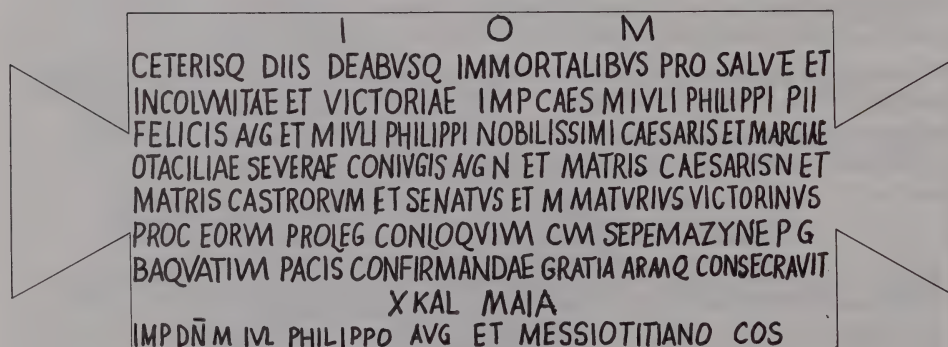 I O M
CETERISQ DIIS DEABVSQ IMMORTALIBVS PRO SALVTE ET
INCOLVMITAE ET VICTORIAE IMP CAES M IVLI PHILIPPI PII
FELICIS AVG ET M IVLI PHILIPPI NOBILISSIMI CAESARIS ET MARCIAE
OTACILIAE SEVERAE CONIVGIS AVG N ET MATRIS CAESARIS N ET
MATRIS CASTRORVM ET SENATVS ET M MATVRIVS VICTORINVS
PROC EORVM PROLEG CONLOQVIVM CVM SEPEMAZYNE P G
BAQVATIVM PACIS CONFIRMANDAE GRATIA ARAMQ CONSECRAVIT
X KAL MAIA
IMP D N̄ M IVL PHILIPPO AVG ET MESSIO TITIANO COS